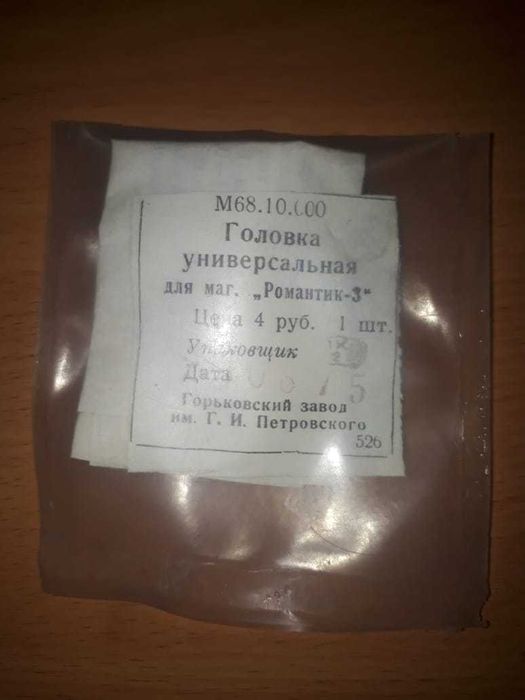 М68.10.000
Головка
универсальная
для маг. „Романтик-3“
Цена 4 руб. 1 шт.
Упаковщик
Дата
Горьковский завод
им. Г. И. Петровского
526